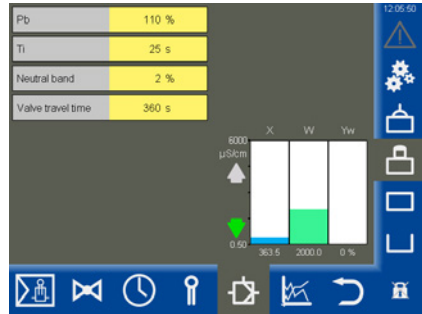 12:05:50
Pb 110 %
Ti 25 s
Neutral band 2 %
Valve travel time 360 s
X W Yw
6000
µS/cm
0.50
363.5 2000.0 0 %